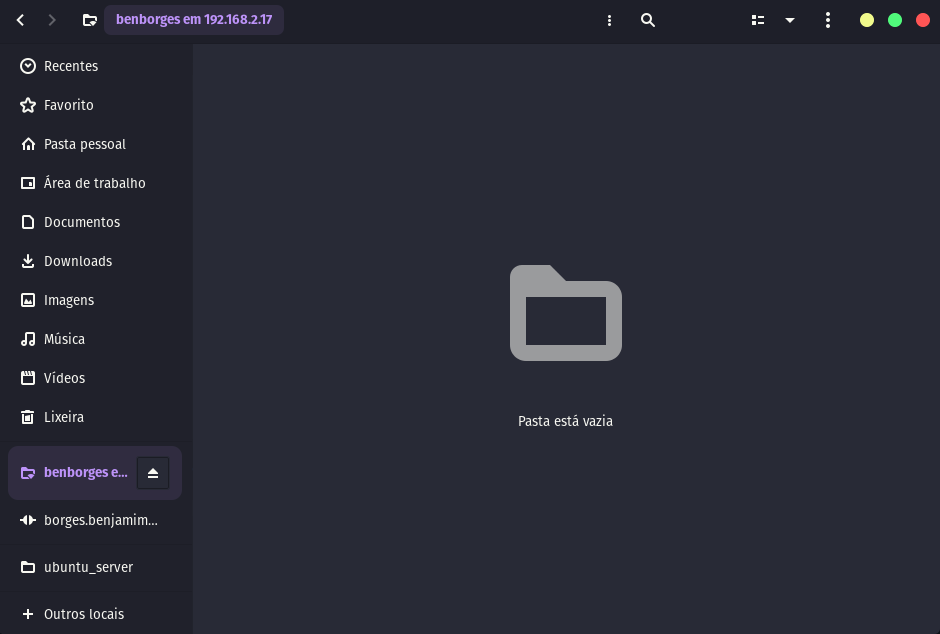 benborges em 192.168.2.17
Recentes
Favorito
Pasta pessoal
Área de trabalho
Documentos
Downloads
Imagens
Música
Vídeos
Lixeira
benborges e...
borges.benjamim...
ubuntu_server
Outros locais
Pasta está vazia